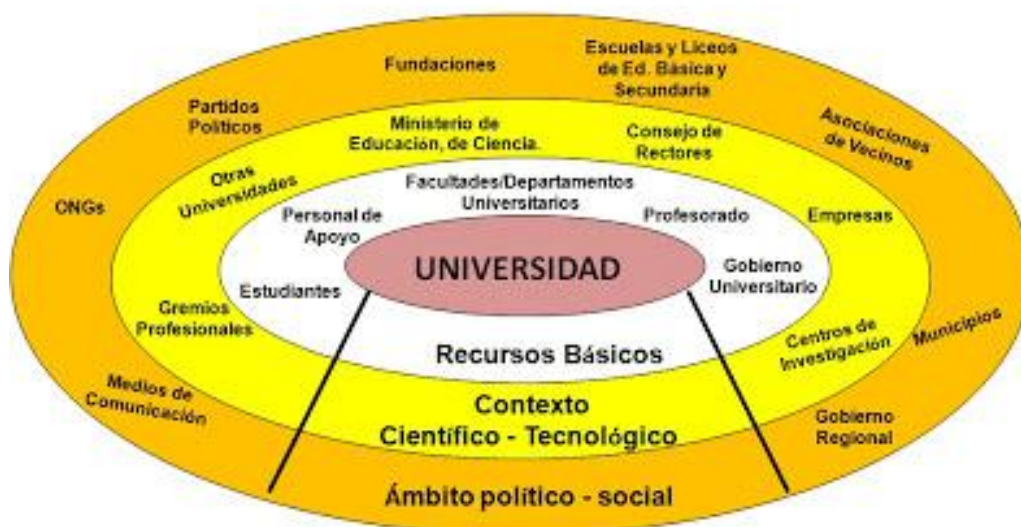 Escuelas y Liceos
de Ed. Básica y
Secundaria
Fundaciones
Partidos
Políticos
Asociaciones
de Vecinos
ONGs
Municipios
Medios de
Comunicación
Gobierno
Regional
Ministerio de
Educación, de Ciencia.
Consejo de
Rectores
Otras
Universidades
Empresas
Gremios
Profesionales
Centros de
Investigación
Facultades/Departamentos
Universitarios
Personal de
Apoyo
Profesorado
Estudiantes
Gobierno
Universitario
UNIVERSIDAD
Recursos Básicos
Contexto
Científico - Tecnológico
Ámbito político - social